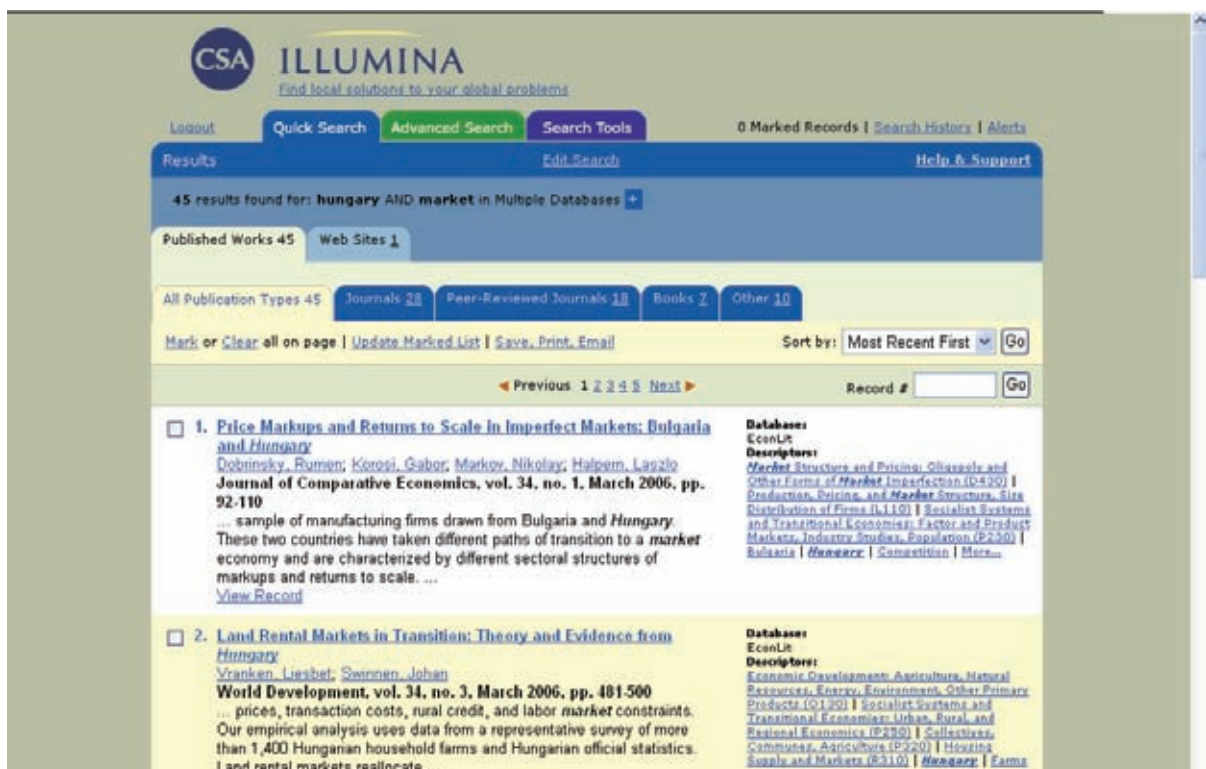 CSA
ILLUMINA
Find local solutions to your global problems
Logout Quick Search Advanced Search Search Tools 0 Marked Records | Search History | Alerts
Results Edit Search Help & Support
45 results found for: hungary AND market in Multiple Databases +
Published Works 45 Web Sites 1
All Publication Types 45 Journals 28 Peer-Reviewed Journals 18 Books 7 Other 10
Mark or Clear all on page | Update Marked List | Save, Print, Email Sort by: Most Recent First Go
Previous 1 2 3 4 5 Next Record # Go
1. Price Markups and Returns to Scale in Imperfect Markets: Bulgaria
and Hungary
Dobrinsky, Rumen; Korosi, Gabor; Markov, Nikolay; Halpern, Laszlo
Journal of Comparative Economics, vol. 34, no. 1, March 2006, pp.
92-110
... sample of manufacturing firms drawn from Bulgaria and Hungary.
These two countries have taken different paths of transition to a market
economy and are characterized by different sectoral structures of
markups and returns to scale. ...
View Record
Database:
EconLit
Descriptors:
Market Structure and Pricing: Oligopoly and
Other Forms of Market Imperfection (D430) |
Production, Pricing, and Market Structure, Size
Distribution of Firms (L110) | Socialist Systems
and Transitional Economies: Factor and Product
Markets, Industry Studies, Population (P230) |
Bulgaria | Hungary | Competition | More...
2. Land Rental Markets in Transition: Theory and Evidence from
Hungary
Vranken, Liesbet; Swinnen, Johan
World Development, vol. 34, no. 3, March 2006, pp. 481-500
... prices, transaction costs, rural credit, and labor market constraints.
Our empirical analysis uses data from a representative survey of more
than 1,400 Hungarian household farms and Hungarian official statistics.
Land rental markets reallocate
Database:
EconLit
Descriptors:
Economic Development: Agriculture, Natural
Resources, Energy, Environment, Other Primary
Products (O130) | Socialist Systems and
Transitional Economies: Urban, Rural, and
Regional Economics (P250) | Collectives,
Communes, Agriculture (P320) | Housing
Supply and Markets (R310) | Hungary | Farms